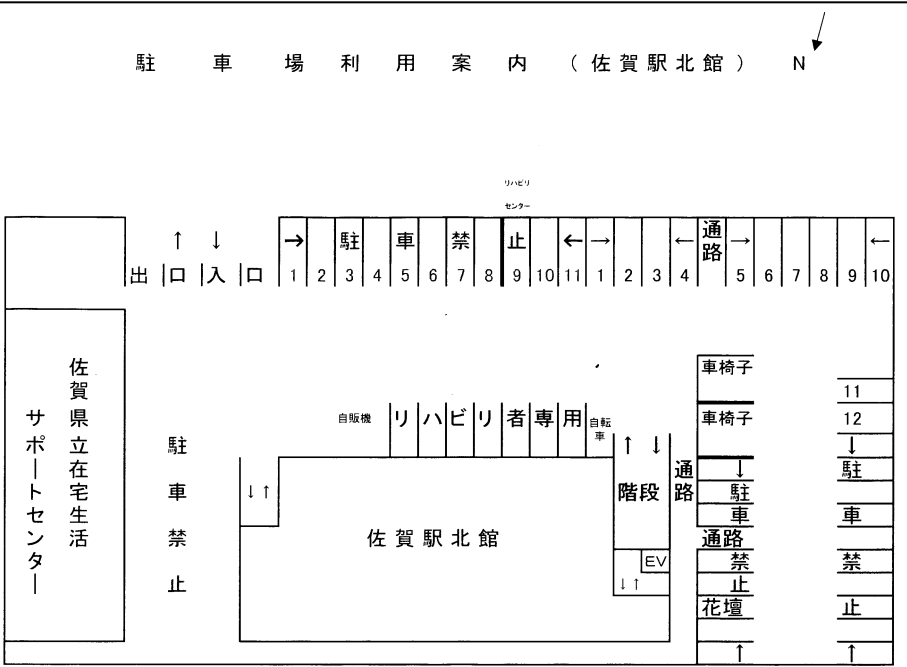 駐車場利用案内(佐賀駅北館) N
リハビリ
センター
↑ ↓ → 駐車禁止 ← → ← 通路 → ←
出口入口 1 2 3 4 5 6 7 8 9 10 11 1 2 3 4 5 6 7 8 9 10
佐賀県立在宅生活
サポートセンター
駐車禁止
自販機
リハビリ者専用
自転
車
↑ ↓
階段
EV
↓↑
通路
↓↑
佐賀駅北館
車椅子
車椅子
↓
駐
車
通路
禁
止
花壇
↑
11
12
↓
駐
車
禁
止
↑